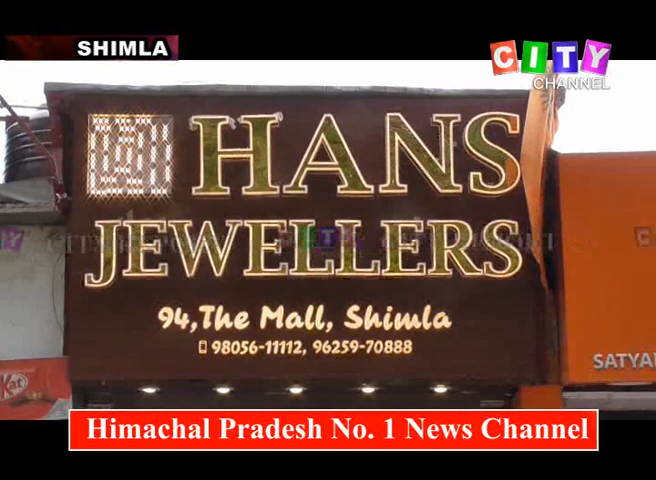 SHIMLA
CITY
CHANNEL
HANS
JEWELLERS
94, The Mall, Shimla
98056-11112, 96259-70888
SATYA
Kat
Himachal Pradesh No. 1 News Channel